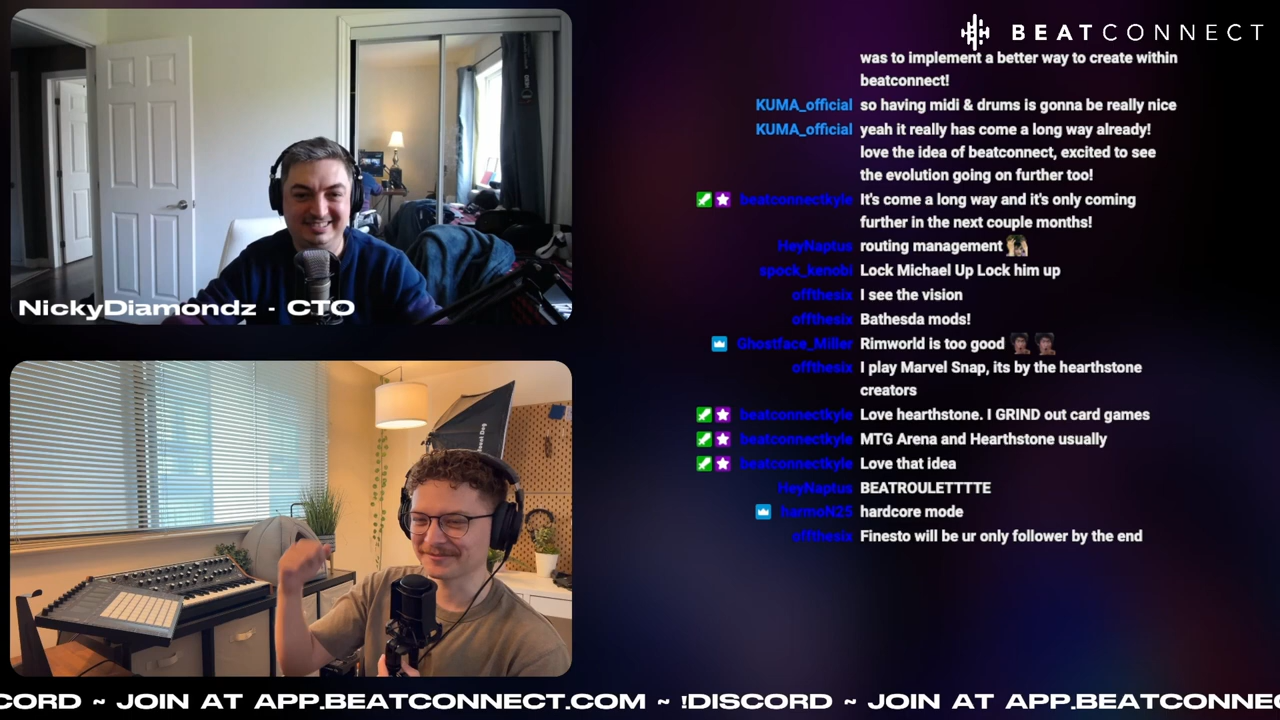 BEATCONNECT
was to implement a better way to create within
beatconnect!
KUMA_official so having midi & drums is gonna be really nice
KUMA_official yeah it really has come a long way already!
love the idea of beatconnect, excited to see
the evolution going on further too!
beatconnectkyle It's come a long way and it's only coming
further in the next couple months!
HeyNaptus routing management
spock_kenobi Lock Michael Up Lock him up
offthesix I see the vision
offthesix Bathesda mods!
Ghostface_Miller Rimworld is too good
offthesix I play Marvel Snap, its by the hearthstone
creators
beatconnectkyle Love hearthstone. I GRIND out card games
beatconnectkyle MTG Arena and Hearthstone usually
beatconnectkyle Love that idea
HeyNaptus BEATROULETTTTE
harmoN25 hardcore mode
offthesix Finesto will be ur only follower by the end
NickyDiamondz - CTO
CORD ~ JOIN AT APP.BEATCONNECT.COM ~ !DISCORD ~ JOIN AT APP.BEATCONNEC